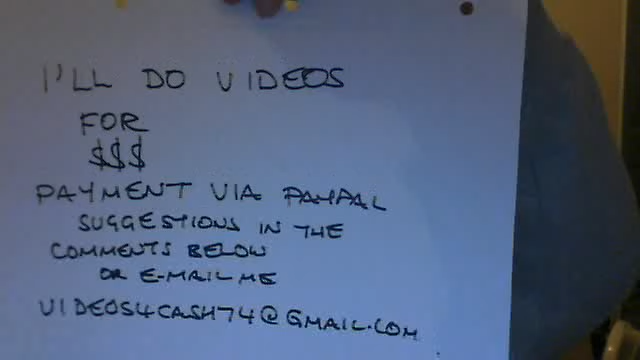 I'LL DO VIDEOS
FOR
$$$
PAYMENT VIA PAYPAL
SUGGESTIONS IN THE
COMMENTS BELOW
OR E-MAIL ME
VIDEOS4CASH74@GMAIL.COM